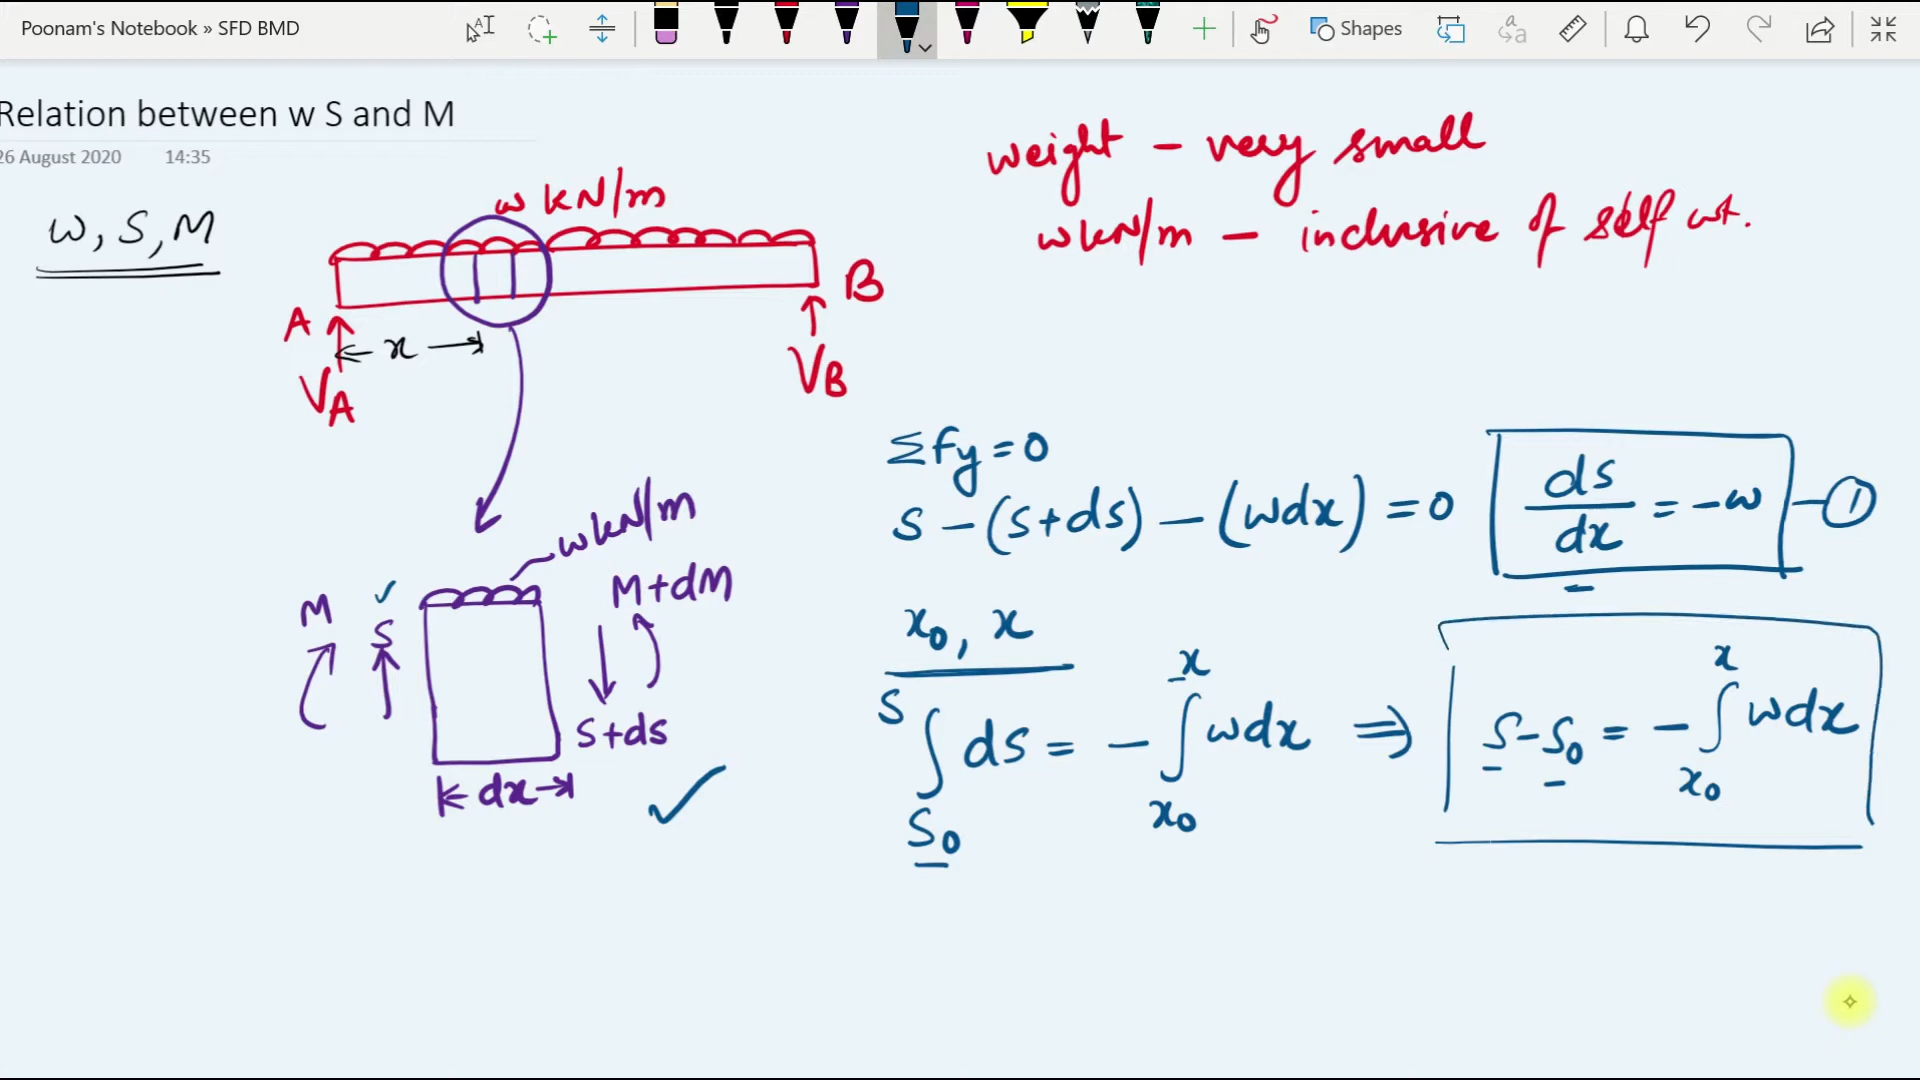 Poonam's Notebook » SFD BMD
Shapes
Relation between w S and M
26 August 2020 14:35
w, S, M
w kN/m
A
B
x
VA
VB
weight – very small
w kN/m – inclusive of self wt.
w kN/m
M
S
M+dM
S+ds
dx
ΣFy = 0
S – (S+ds) – (wdx) = 0
ds/dx = –w – ①
x₀, x
∫_{S₀}^{S} ds = – ∫_{x₀}^{x} wdx ⇒ S – S₀ = – ∫_{x₀}^{x} wdx